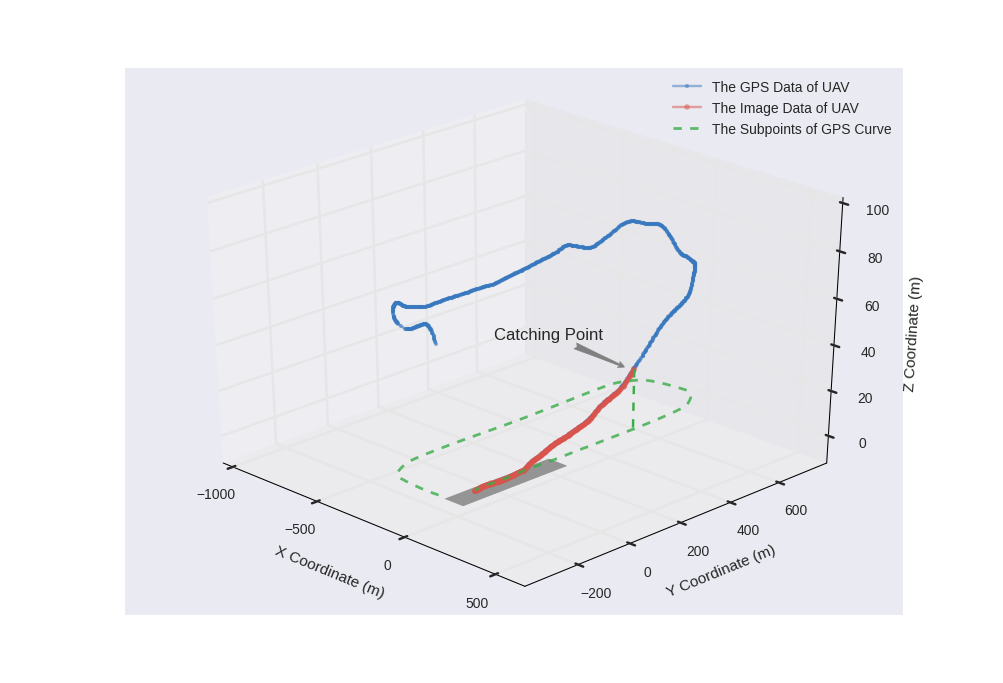 The GPS Data of UAV
The Image Data of UAV
The Subpoints of GPS Curve
100
80
60
40
20
0
Z Coordinate (m)
Catching Point
−1000
−500
0
500
X Coordinate (m)
−200
0
200
400
600
Y Coordinate (m)